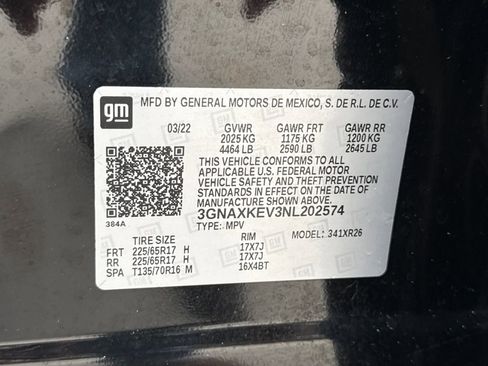 gm
MFD BY GENERAL MOTORS DE MEXICO, S. DE R.L. DE C.V.
03/22 GVWR GAWR FRT GAWR RR
2025 KG 1175 KG 1200 KG
4464 LB 2590 LB 2645 LB
THIS VEHICLE CONFORMS TO ALL
APPLICABLE U.S. FEDERAL MOTOR
VEHICLE SAFETY STANDARDS
IN EFFECT ON THE DATE OF
MANUFACTURE SHOWN ABOVE.
3GNAXKEV3NL202574
384A TYPE: MPV MODEL: 341XR26
TIRE SIZE RIM
FRT 225/65R17 H 17X7J
RR 225/65R17 H 17X7J
SPA T135/70R16 M 16X4BT